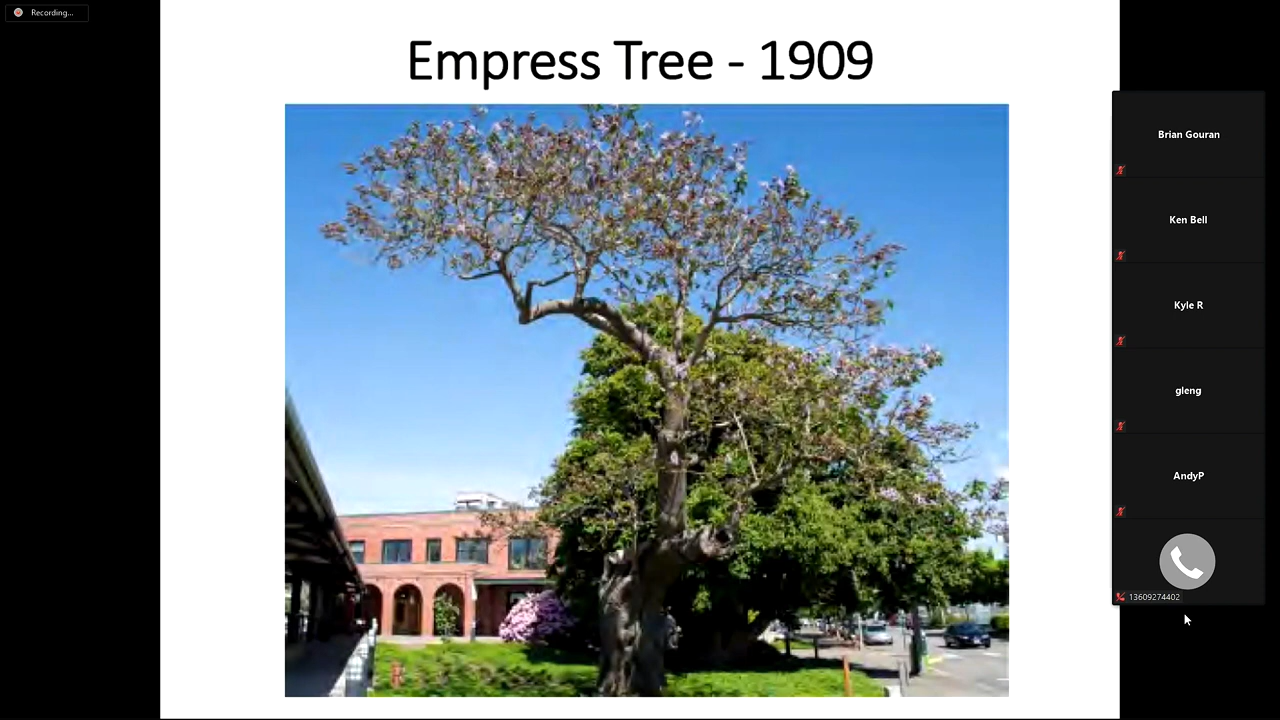 Recording...
Empress Tree - 1909
Brian Gouran
Ken Bell
Kyle R
gleng
AndyP
13609274402